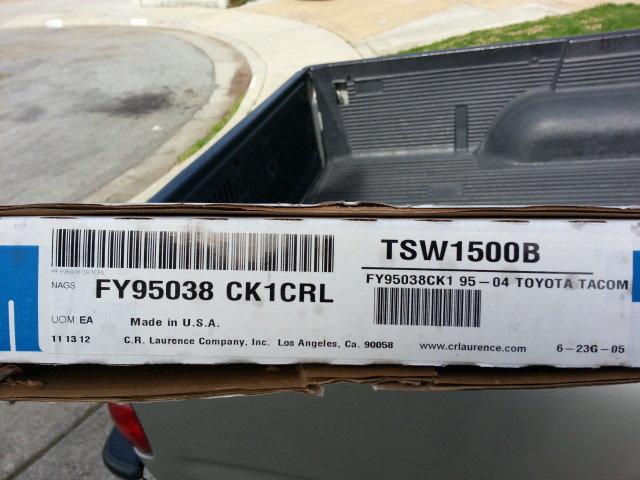 TSW1500B
PFY95038 CK1CRL
NAGS FY95038 CK1CRL
FY95038CK1 95-04 TOYOTA TACOM
UOM: EA Made in U.S.A.
11 13 12 C.R. Laurence Company, Inc. Los Angeles, Ca. 90058 www.crlaurence.com 6-23G-05